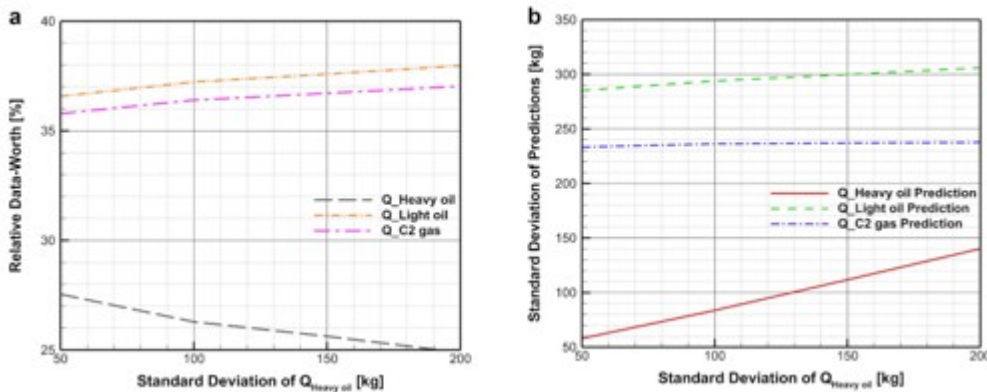 a
Relative Data-Worth [%]
40
35
30
25
50
100
150
200
Q_Heavy oil
Q_Light oil
Q_C2 gas
Standard Deviation of Q_Heavy oil [kg]
b
Standard Deviation of Predictions [kg]
350
300
250
200
150
100
50
50
100
150
200
Q_Heavy oil Prediction
Q_Light oil Prediction
Q_C2 gas Prediction
Standard Deviation of Q_Heavy oil [kg]